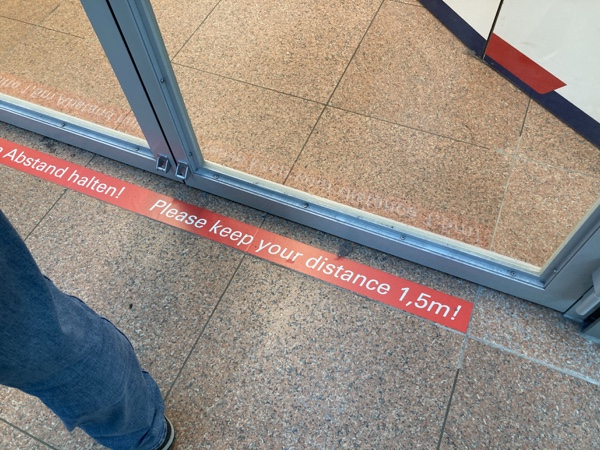 Abstand halten! Please keep your distance 1,5m!